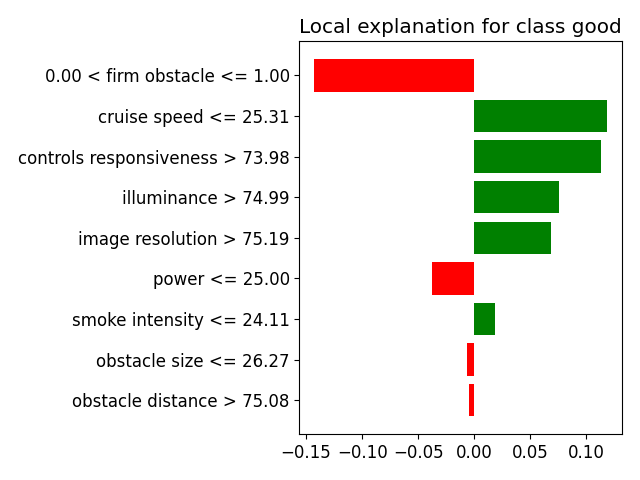 Local explanation for class good
0.00 < firm obstacle <= 1.00
cruise speed <= 25.31
controls responsiveness > 73.98
illuminance > 74.99
image resolution > 75.19
power <= 25.00
smoke intensity <= 24.11
obstacle size <= 26.27
obstacle distance > 75.08
−0.15 −0.10 −0.05 0.00 0.05 0.10